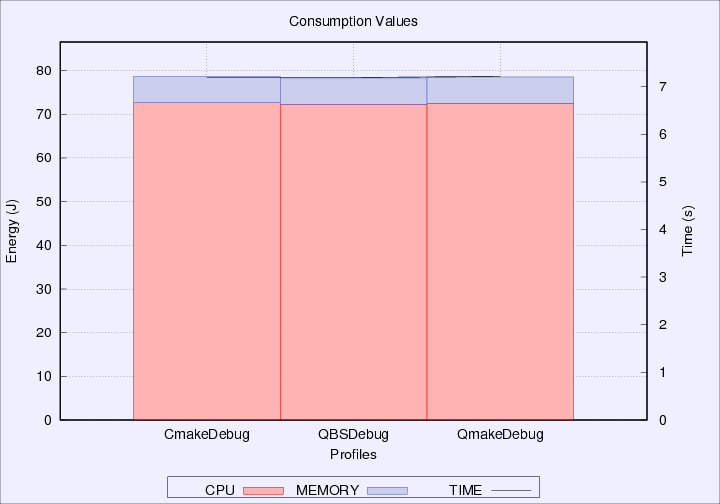 Consumption Values
Energy (J)
80
70
60
50
40
30
20
10
0
7
6
5
4
3
2
1
0
Time (s)
CmakeDebug QBSDebug QmakeDebug
Profiles
CPU MEMORY TIME